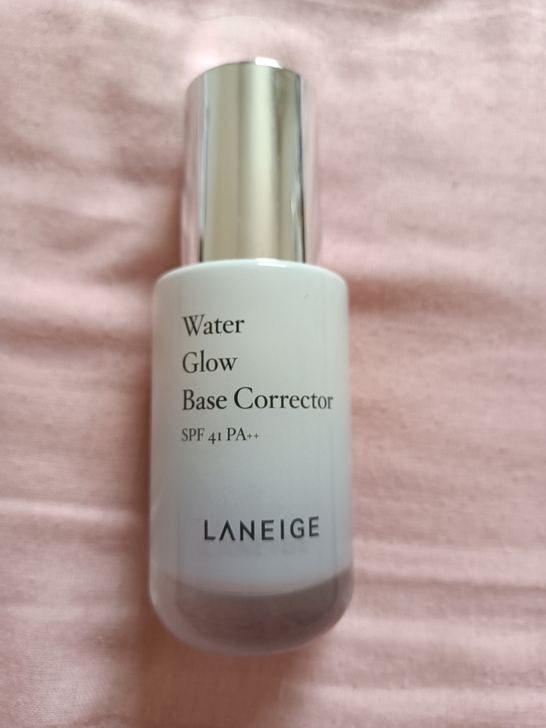 Water
Glow
Base Corrector
SPF 41 PA++
LANEIGE